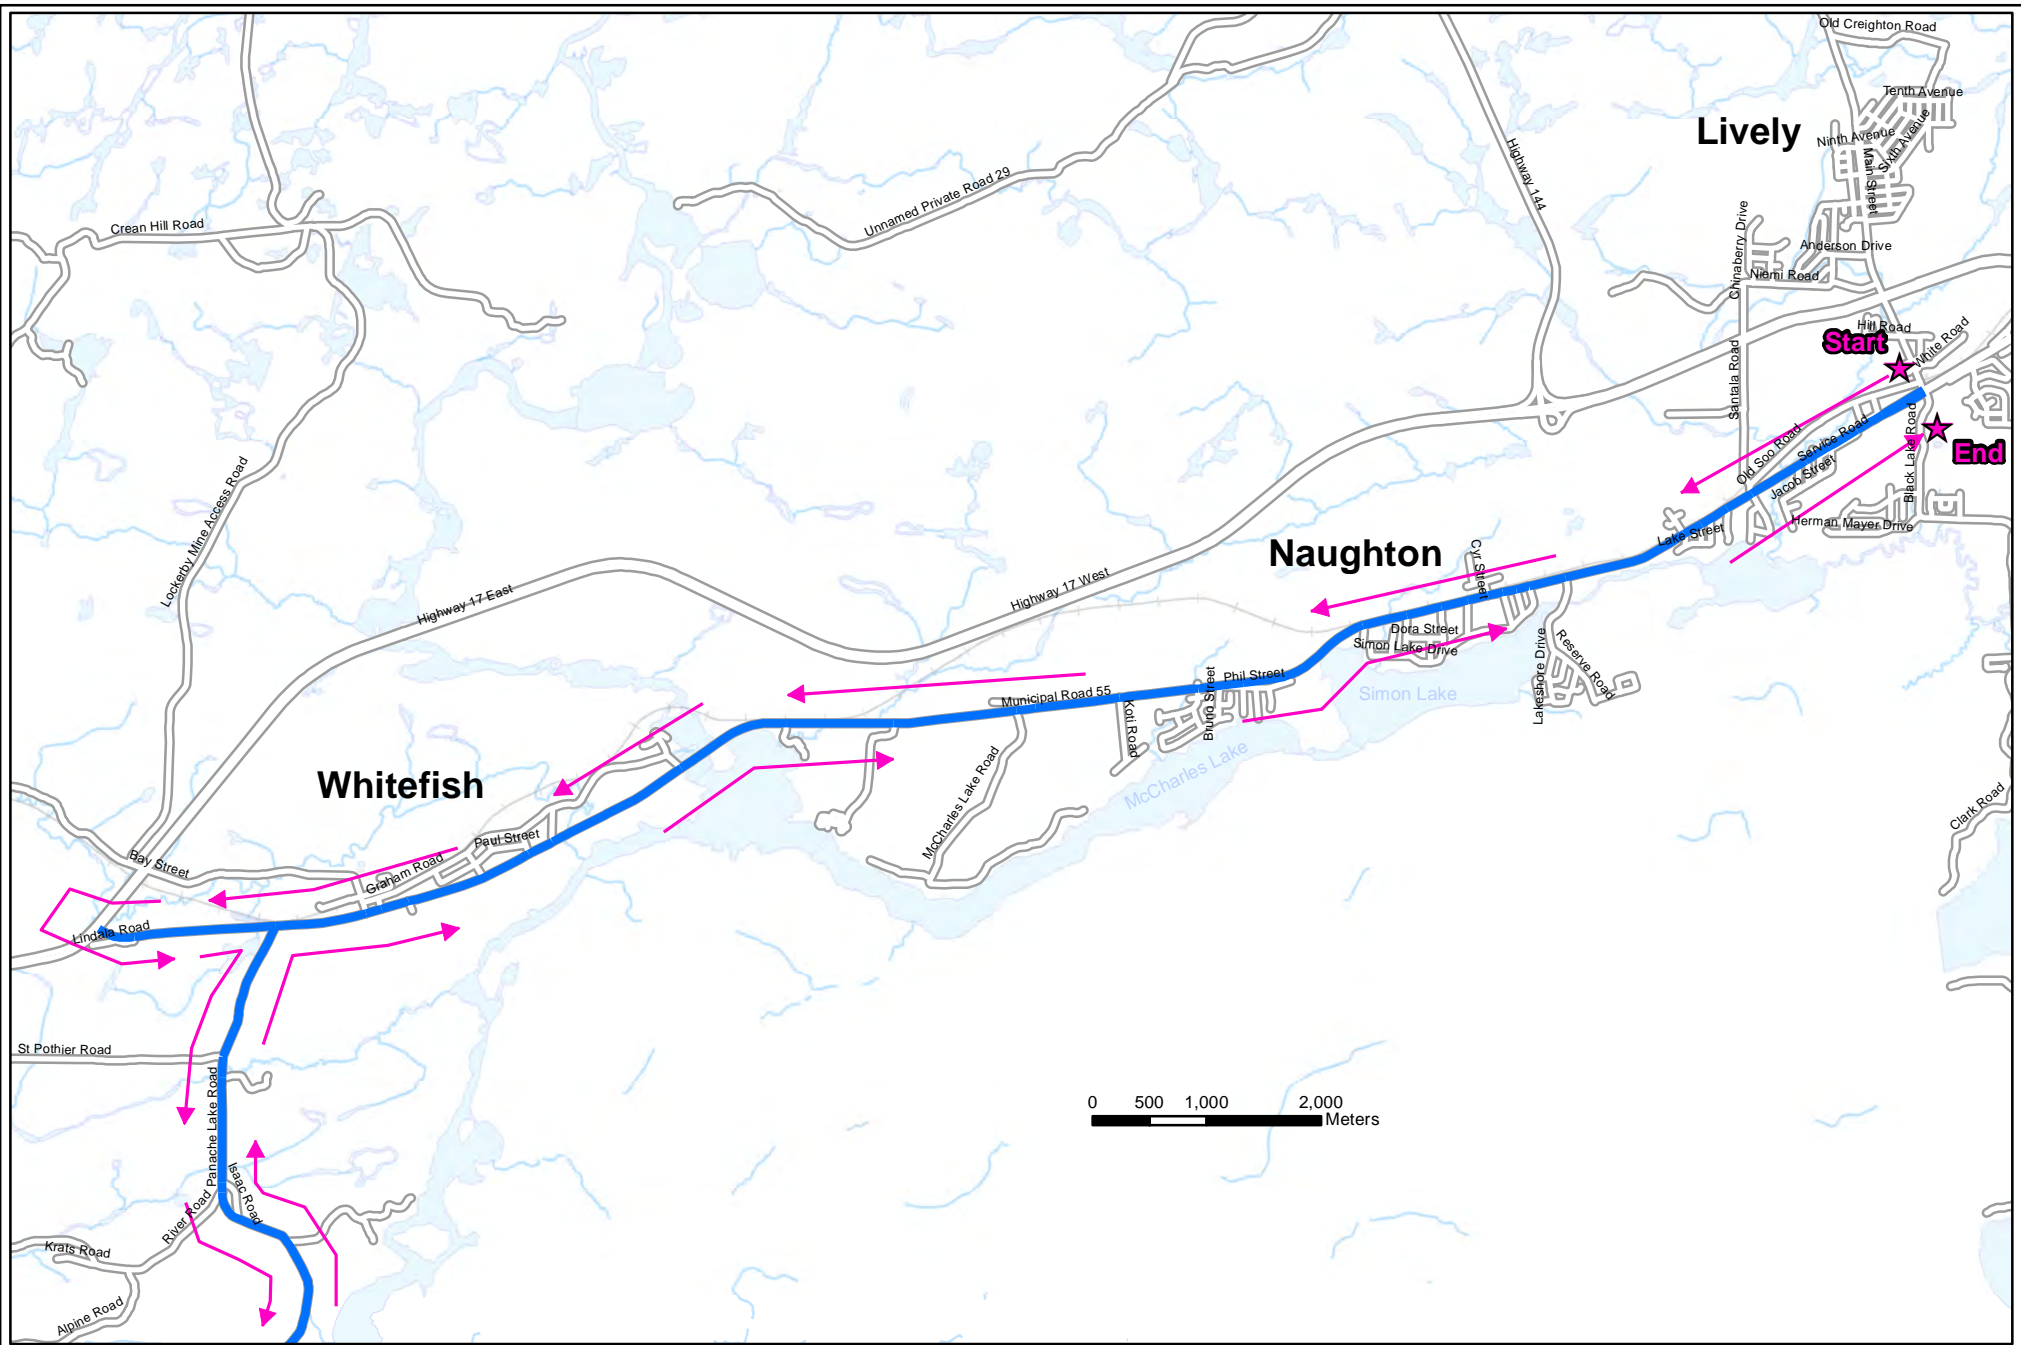 Old Creighton Road
Tenth Avenue
Lively
Ninth Avenue
Sixth Avenue
Main Street
Highway 144
Unnamed Private Road 29
Crean Hill Road
Chinaberry Drive
Anderson Drive
Niemi Road
Hill Road
White Road
Start
Santala Road
Old Soo Road
Service Road
Jacob Street
Black Lake Road
End
Lockerby Mine Access Road
Herman Mayer Drive
Lake Street
Naughton
Cyr Street
Highway 17 East
Highway 17 West
Dora Street
Simon Lake Drive
Lakeshore Drive
Reserve Road
Phil Street
Bruno Street
Simon Lake
Municipal Road 55
Koti Road
McCharles Lake
McCharles Lake Road
Whitefish
Clark Road
Paul Street
Graham Road
Bay Street
Lindala Road
St Pothier Road
Panache Lake Road
0 500 1,000 2,000
Meters
Isaac Road
River Road
Krats Road
Alpine Road